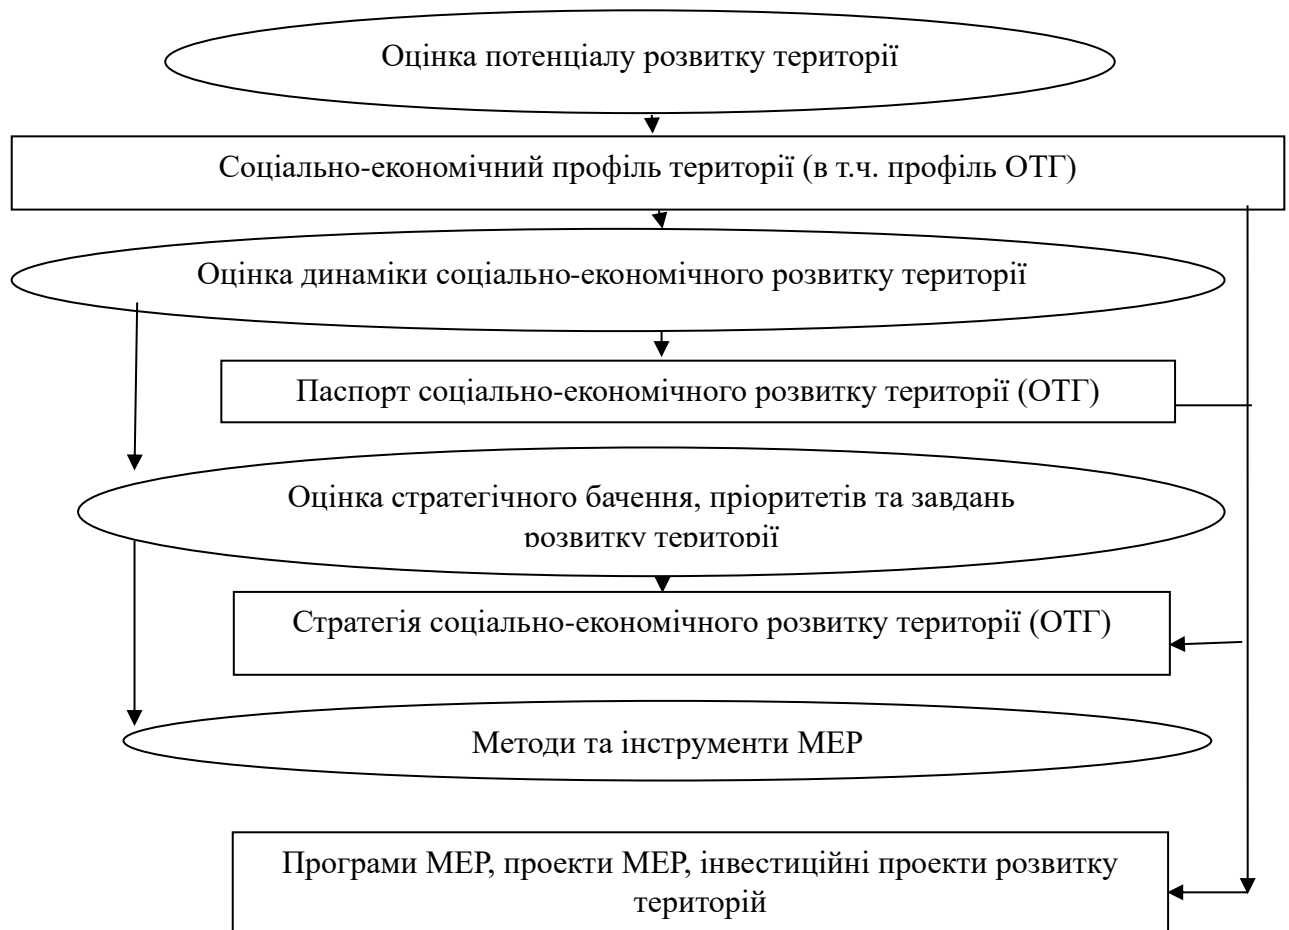 Оцінка потенціалу розвитку території
Соціально-економічний профіль території (в т.ч. профіль ОТГ)
Оцінка динаміки соціально-економічного розвитку території
Паспорт соціально-економічного розвитку території (ОТГ)
Оцінка стратегічного бачення, пріоритетів та завдань
розвитку території
Стратегія соціально-економічного розвитку території (ОТГ)
Методи та інструменти МЕР
Програми МЕР, проекти МЕР, інвестиційні проекти розвитку
територій